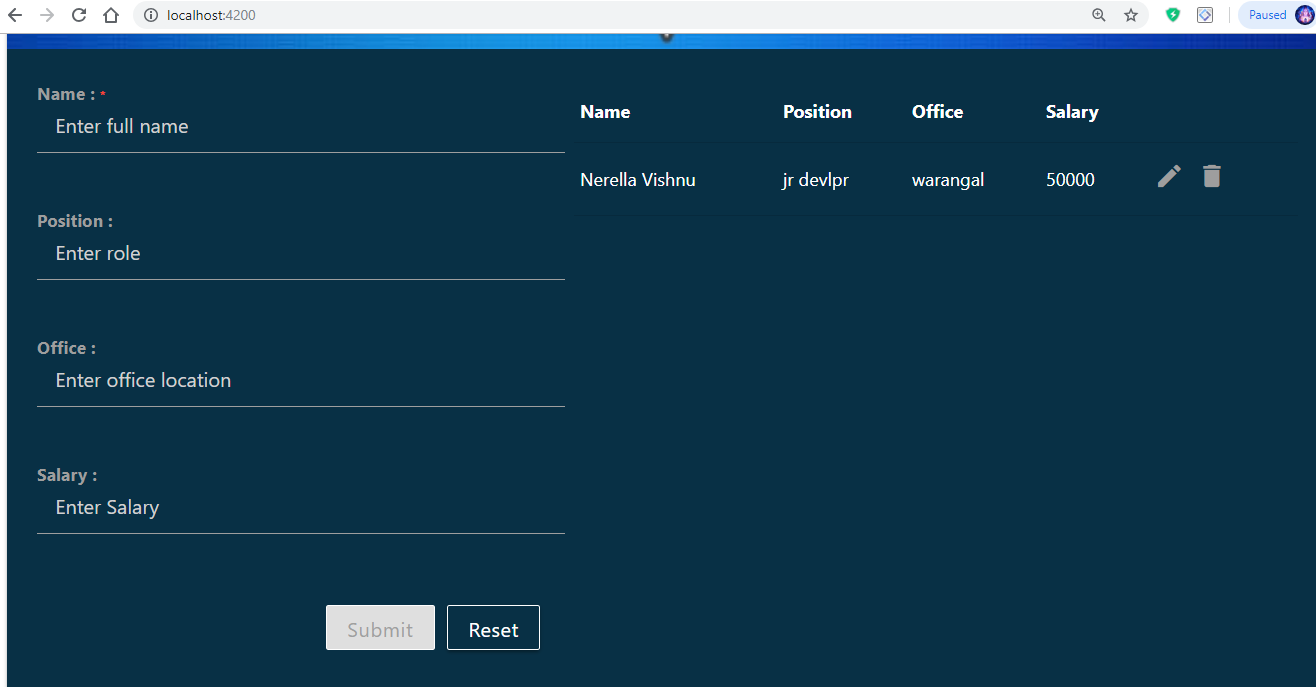 localhost:4200
Paused
Name : *
Enter full name
Position :
Enter role
Office :
Enter office location
Salary :
Enter Salary
Submit Reset
Name Position Office Salary
Nerella Vishnu jr devlpr warangal 50000